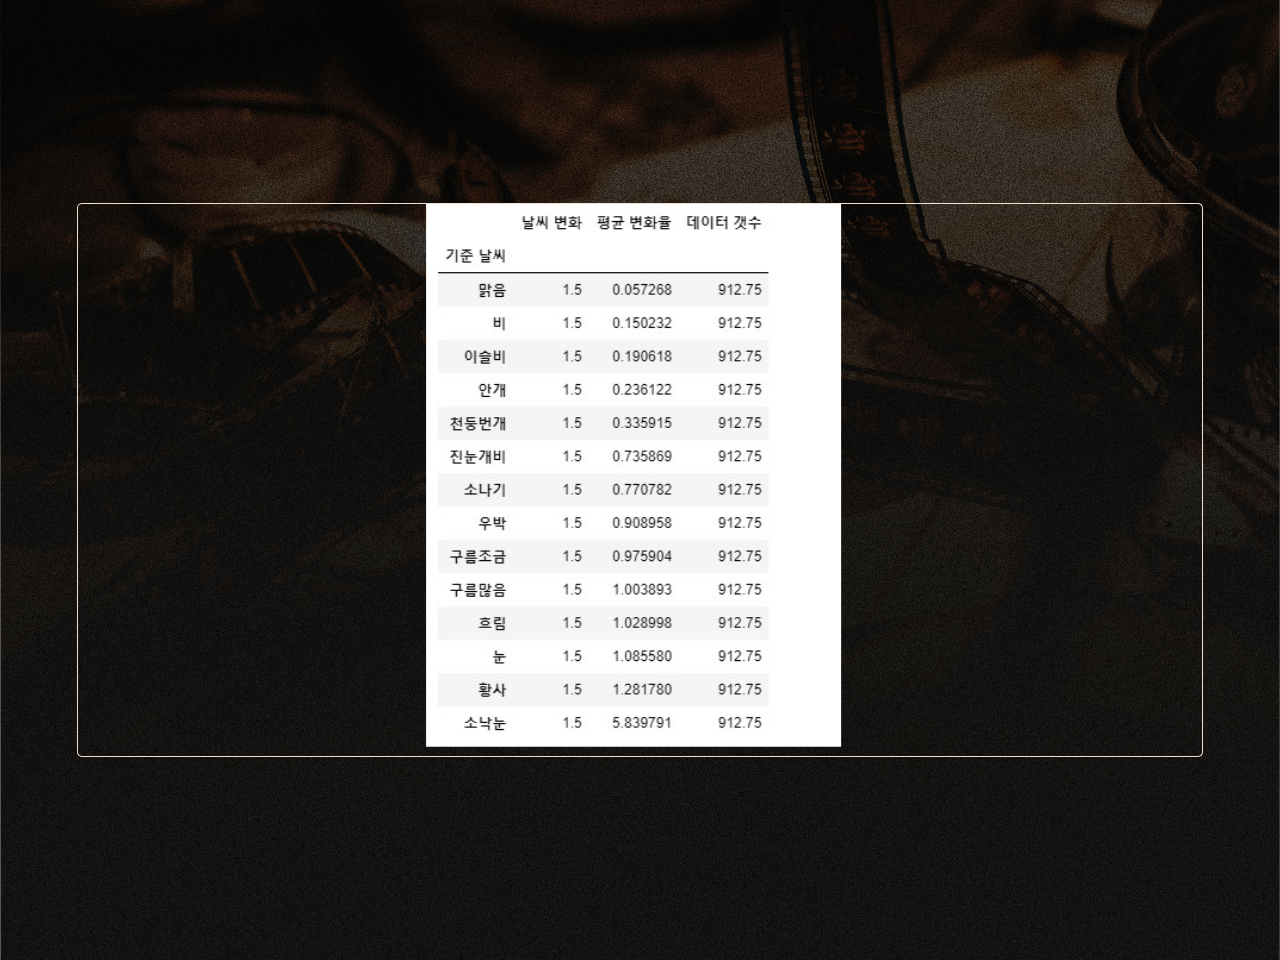 날씨 변화 평균 변화율 데이터 갯수
기준 날씨
맑음 1.5 0.057268 912.75
비 1.5 0.150232 912.75
이슬비 1.5 0.190618 912.75
안개 1.5 0.236122 912.75
천둥번개 1.5 0.335915 912.75
진눈개비 1.5 0.735869 912.75
소나기 1.5 0.770782 912.75
우박 1.5 0.908958 912.75
구름조금 1.5 0.975904 912.75
구름많음 1.5 1.003893 912.75
흐림 1.5 1.028998 912.75
눈 1.5 1.085580 912.75
황사 1.5 1.281780 912.75
소낙눈 1.5 5.839791 912.75